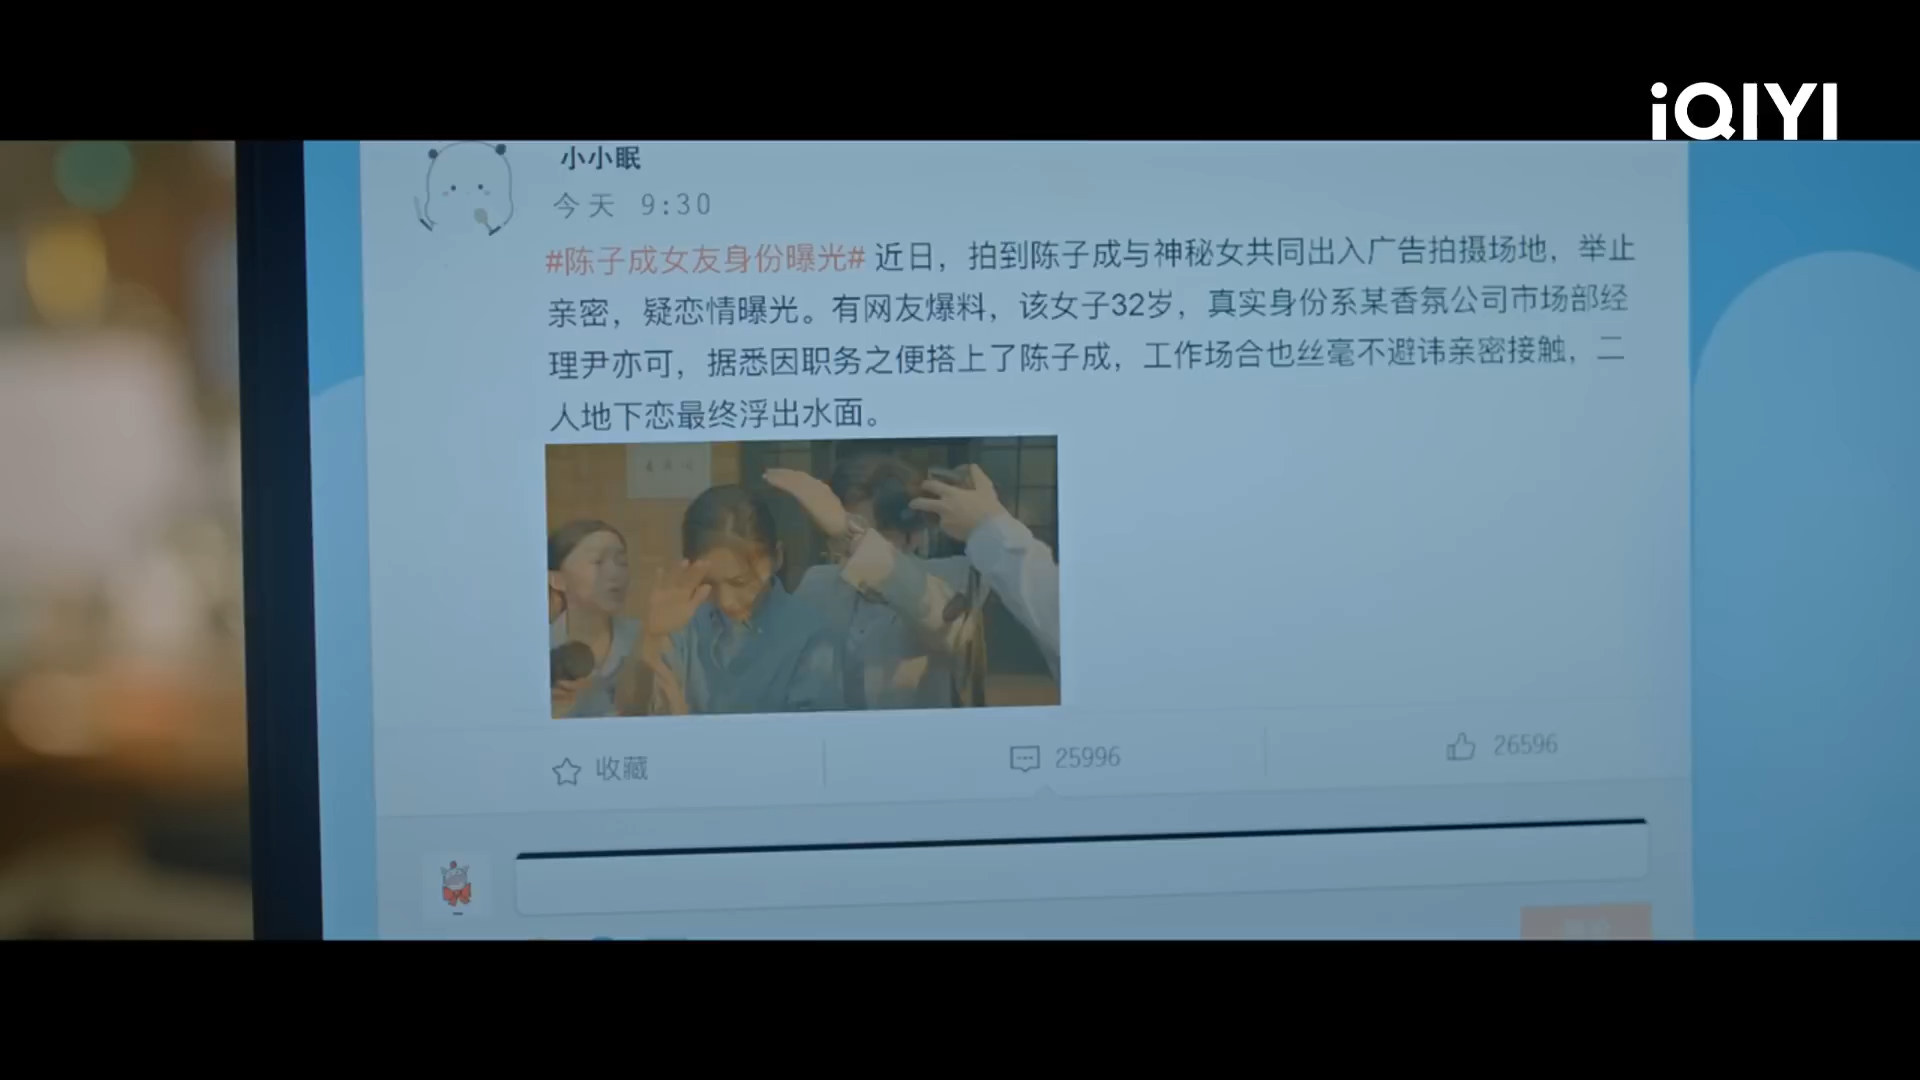 iQIYI
小小眠
今天 9:30
#陈子成女友身份曝光# 近日，拍到陈子成与神秘女共同出入广告拍摄场地，举止
亲密，疑恋情曝光。有网友爆料，该女子32岁，真实身份系某香氛公司市场部经
理尹亦可，据悉因职务之便搭上了陈子成，工作场合也丝毫不避讳亲密接触，二
人地下恋最终浮出水面。
收藏
25996
26596